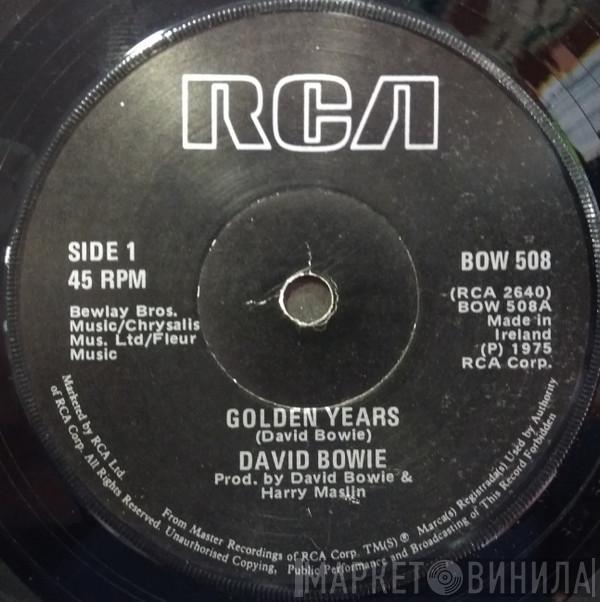 RCA
SIDE 1
45 RPM
BOW 508
Bewlay Bros.
Music/Chrysalis
Mus. Ltd/Fleur
Music
(RCA 2640)
BOW 508A
Made in
Ireland
(P) 1975
RCA Corp.
GOLDEN YEARS
(David Bowie)
DAVID BOWIE
Prod. by David Bowie &
Harry Maslin
Marketed by RCA Ltd. From Master Recordings of RCA Corp. TM(S) ® Marca(s) Registrada(s) Used by Authority
of RCA Corp. All Rights Reserved. Unauthorised Copying, Public Performance and Broadcasting of This Record Forbidden
МАРКЕТ ВИНИЛА